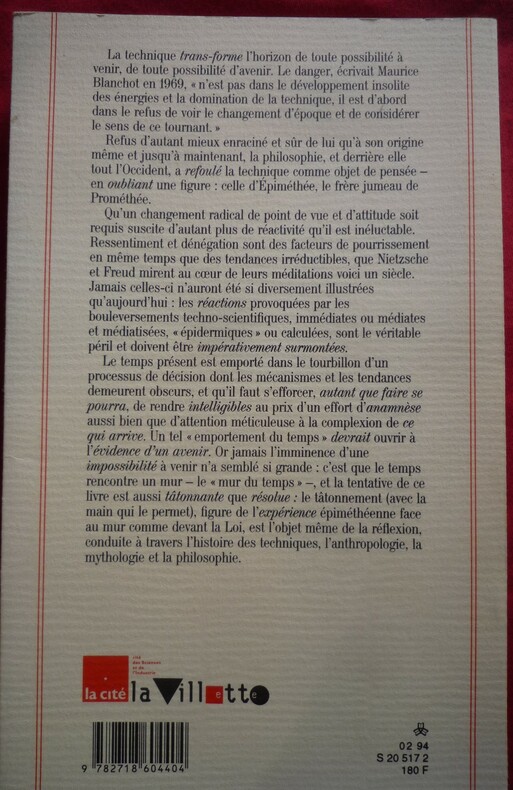 La technique trans-forme l'horizon de toute possibilité à
venir, de toute possibilité d'avenir. Le danger, écrivait Maurice
Blanchot en 1969, « n'est pas dans le développement insolite
des énergies et la domination de la technique, il est d'abord
dans le refus de voir le changement d'époque et de considérer
le sens de ce tournant. »
Refus d'autant mieux enraciné et sûr de lui qu'à son origine
même et jusqu'à maintenant, la philosophie, et derrière elle
tout l'Occident, a refoulé la technique comme objet de pensée –
en oubliant une figure : celle d'Épiméthée, le frère jumeau de
Prométhée.
Qu'un changement radical de point de vue et d'attitude soit
requis suscite d'autant plus de réactivité qu'il est inéluctable.
Ressentiment et dénégation sont des facteurs de pourrissement
en même temps que des tendances irréductibles, que Nietzsche
et Freud mirent au cœur de leurs méditations voici un siècle.
Jamais celles-ci n'auront été si diversement illustrées
qu'aujourd'hui : les réactions provoquées par les
bouleversements techno-scientifiques, immédiates ou médiates
et médiatisées, « épidermiques » ou calculées, sont le véritable
péril et doivent être impérativement surmontées.
Le temps présent est emporté dans le tourbillon d'un
processus de décision dont les mécanismes et les tendances
demeurent obscurs, et qu'il faut s'efforcer, autant que faire se
pourra, de rendre intelligibles au prix d'un effort d'anamnèse
aussi bien que d'attention méticuleuse à la complexion de ce
qui arrive. Un tel « emportement du temps » devrait ouvrir à
l'évidence d'un avenir. Or jamais l'imminence d'une
impossibilité à venir n'a semblé si grande : c'est que le temps
rencontre un mur – le « mur du temps » –, et la tentative de ce
livre est aussi tâtonnante que résolue : le tâtonnement (avec la
main qui le permet), figure de l'expérience épiméthéenne face
au mur comme devant la Loi, est l'objet même de la réflexion,
conduite à travers l'histoire des techniques, l'anthropologie, la
mythologie et la philosophie.
cité
des Sciences
et de
l'Industrie
la cité
la Villette
9 782718 604404
02 94
S 20 517 2
180 F